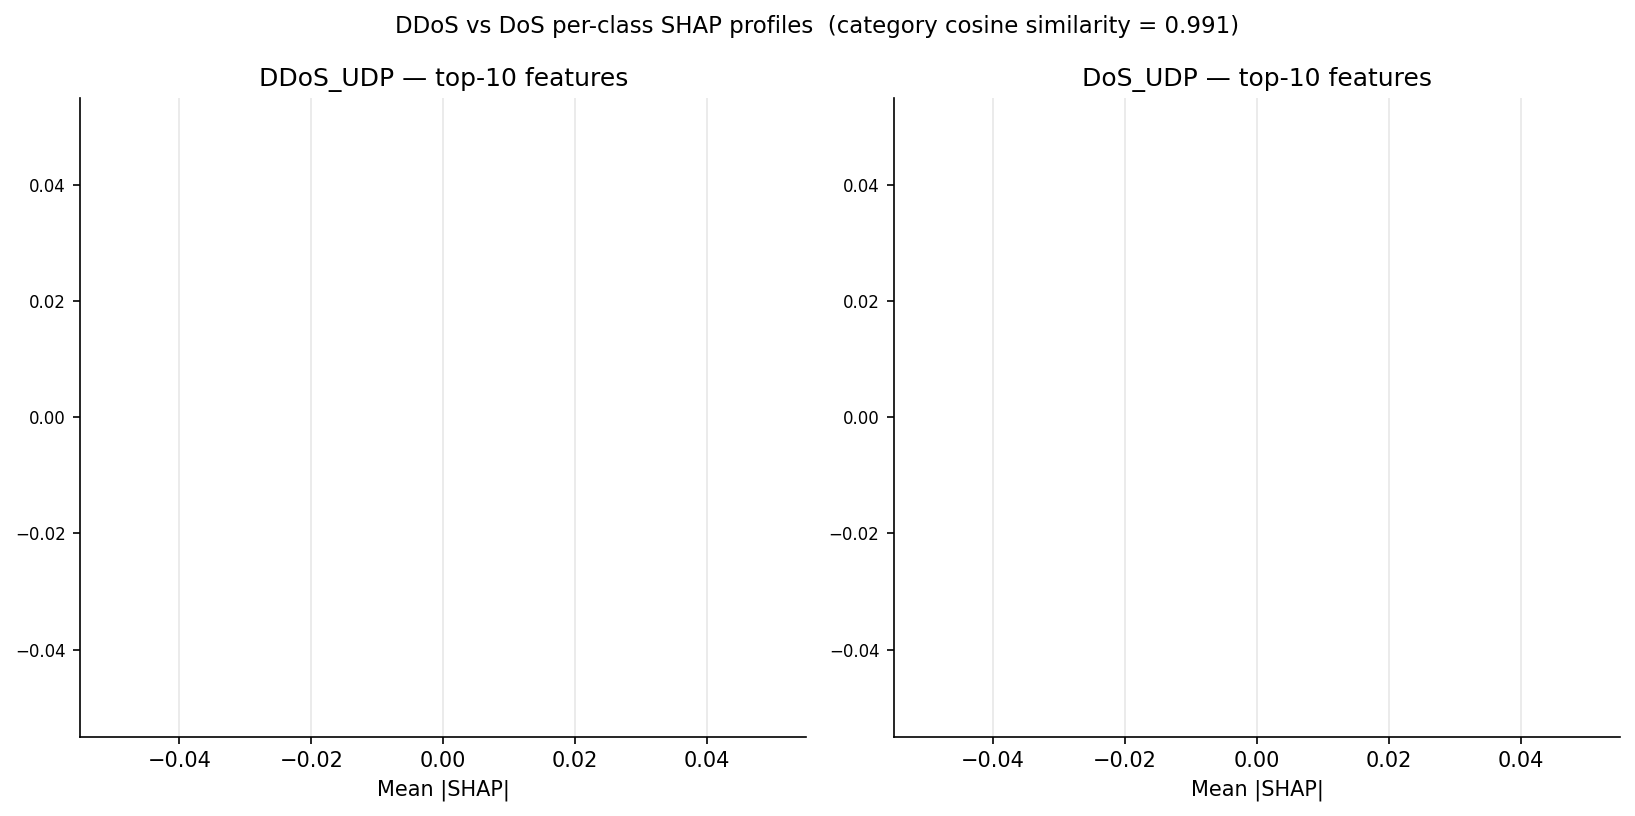 DDoS vs DoS per-class SHAP profiles  (category cosine similarity = 0.991)
DDoS_UDP — top-10 features
0.04
0.02
0.00
−0.02
−0.04
−0.04 −0.02 0.00 0.02 0.04
Mean |SHAP|
DoS_UDP — top-10 features
0.04
0.02
0.00
−0.02
−0.04
−0.04 −0.02 0.00 0.02 0.04
Mean |SHAP|